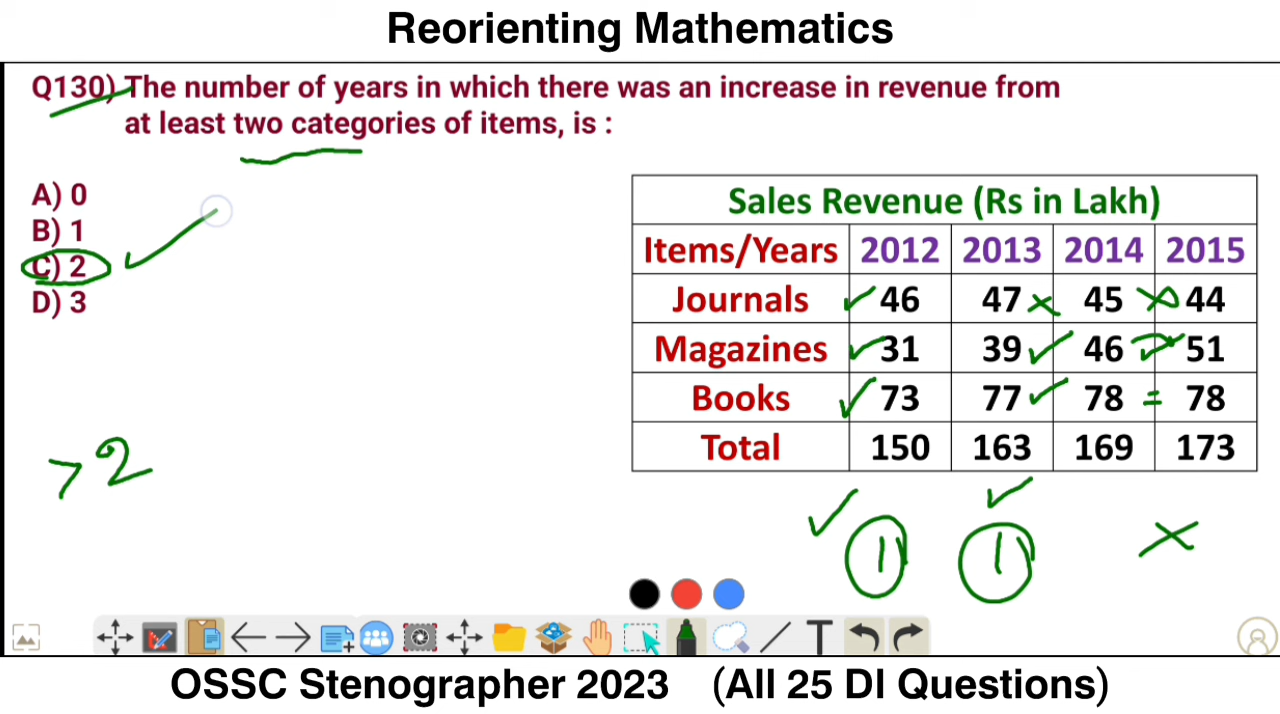 Reorienting Mathematics
Q130) The number of years in which there was an increase in revenue from
at least two categories of items, is :
A) 0
B) 1
C) 2
D) 3
Sales Revenue (Rs in Lakh)
Items/Years 2012 2013 2014 2015
Journals 46 47 45 44
Magazines 31 39 46 51
Books 73 77 78 = 78
Total 150 163 169 173
>2
1 1
T
OSSC Stenographer 2023 (All 25 DI Questions)